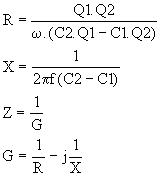 R = Q1.Q2 / ω.(C2.Q1 − C1.Q2)
X = 1 / 2πf(C2 − C1)
Z = 1 / G
G = 1/R − j 1/X